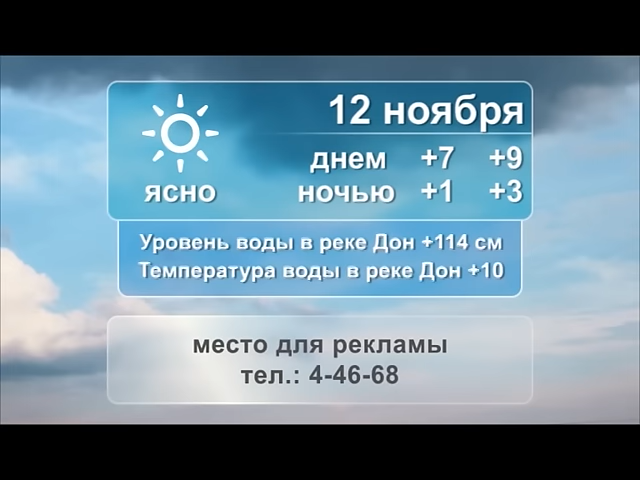 12 ноября
ясно
днем +7 +9
ночью +1 +3
Уровень воды в реке Дон +114 см
Температура воды в реке Дон +10
место для рекламы
тел.: 4-46-68